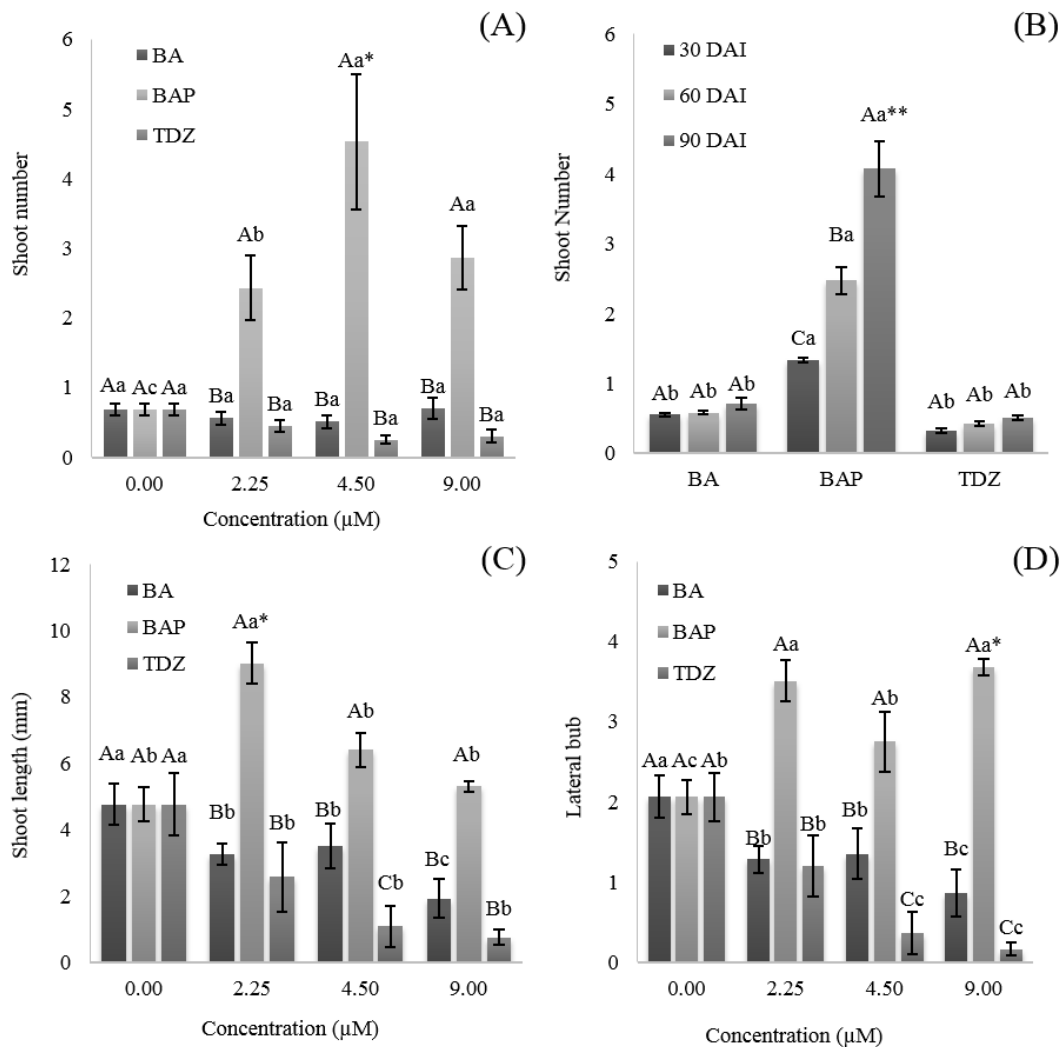 (A)
6
5
4
3
2
1
0
Shoot number
BA
BAP
TDZ
Aa Ac Aa
Ba Ab Ba
Ba Aa* Ba
Ba Aa Ba
0.00 2.25 4.50 9.00
Concentration (µM)
(B)
6
5
4
3
2
1
0
Shoot Number
30 DAI
60 DAI
90 DAI
Ab Ab Ab
Ca Ba Aa**
Ab Ab Ab
BA BAP TDZ
(C)
12
10
8
6
4
2
0
Shoot length (mm)
BA
BAP
TDZ
Aa Ab Aa
Bb Aa* Bb
Bb Ab Cb
Bc Ab Bb
0.00 2.25 4.50 9.00
Concentration (µM)
(D)
5
4
3
2
1
0
Lateral bub
BA
BAP
TDZ
Aa Ac Ab
Bb Aa Bb
Bb Ab Cc
Bc Aa* Cc
0.00 2.25 4.50 9.00
Concentration (µM)